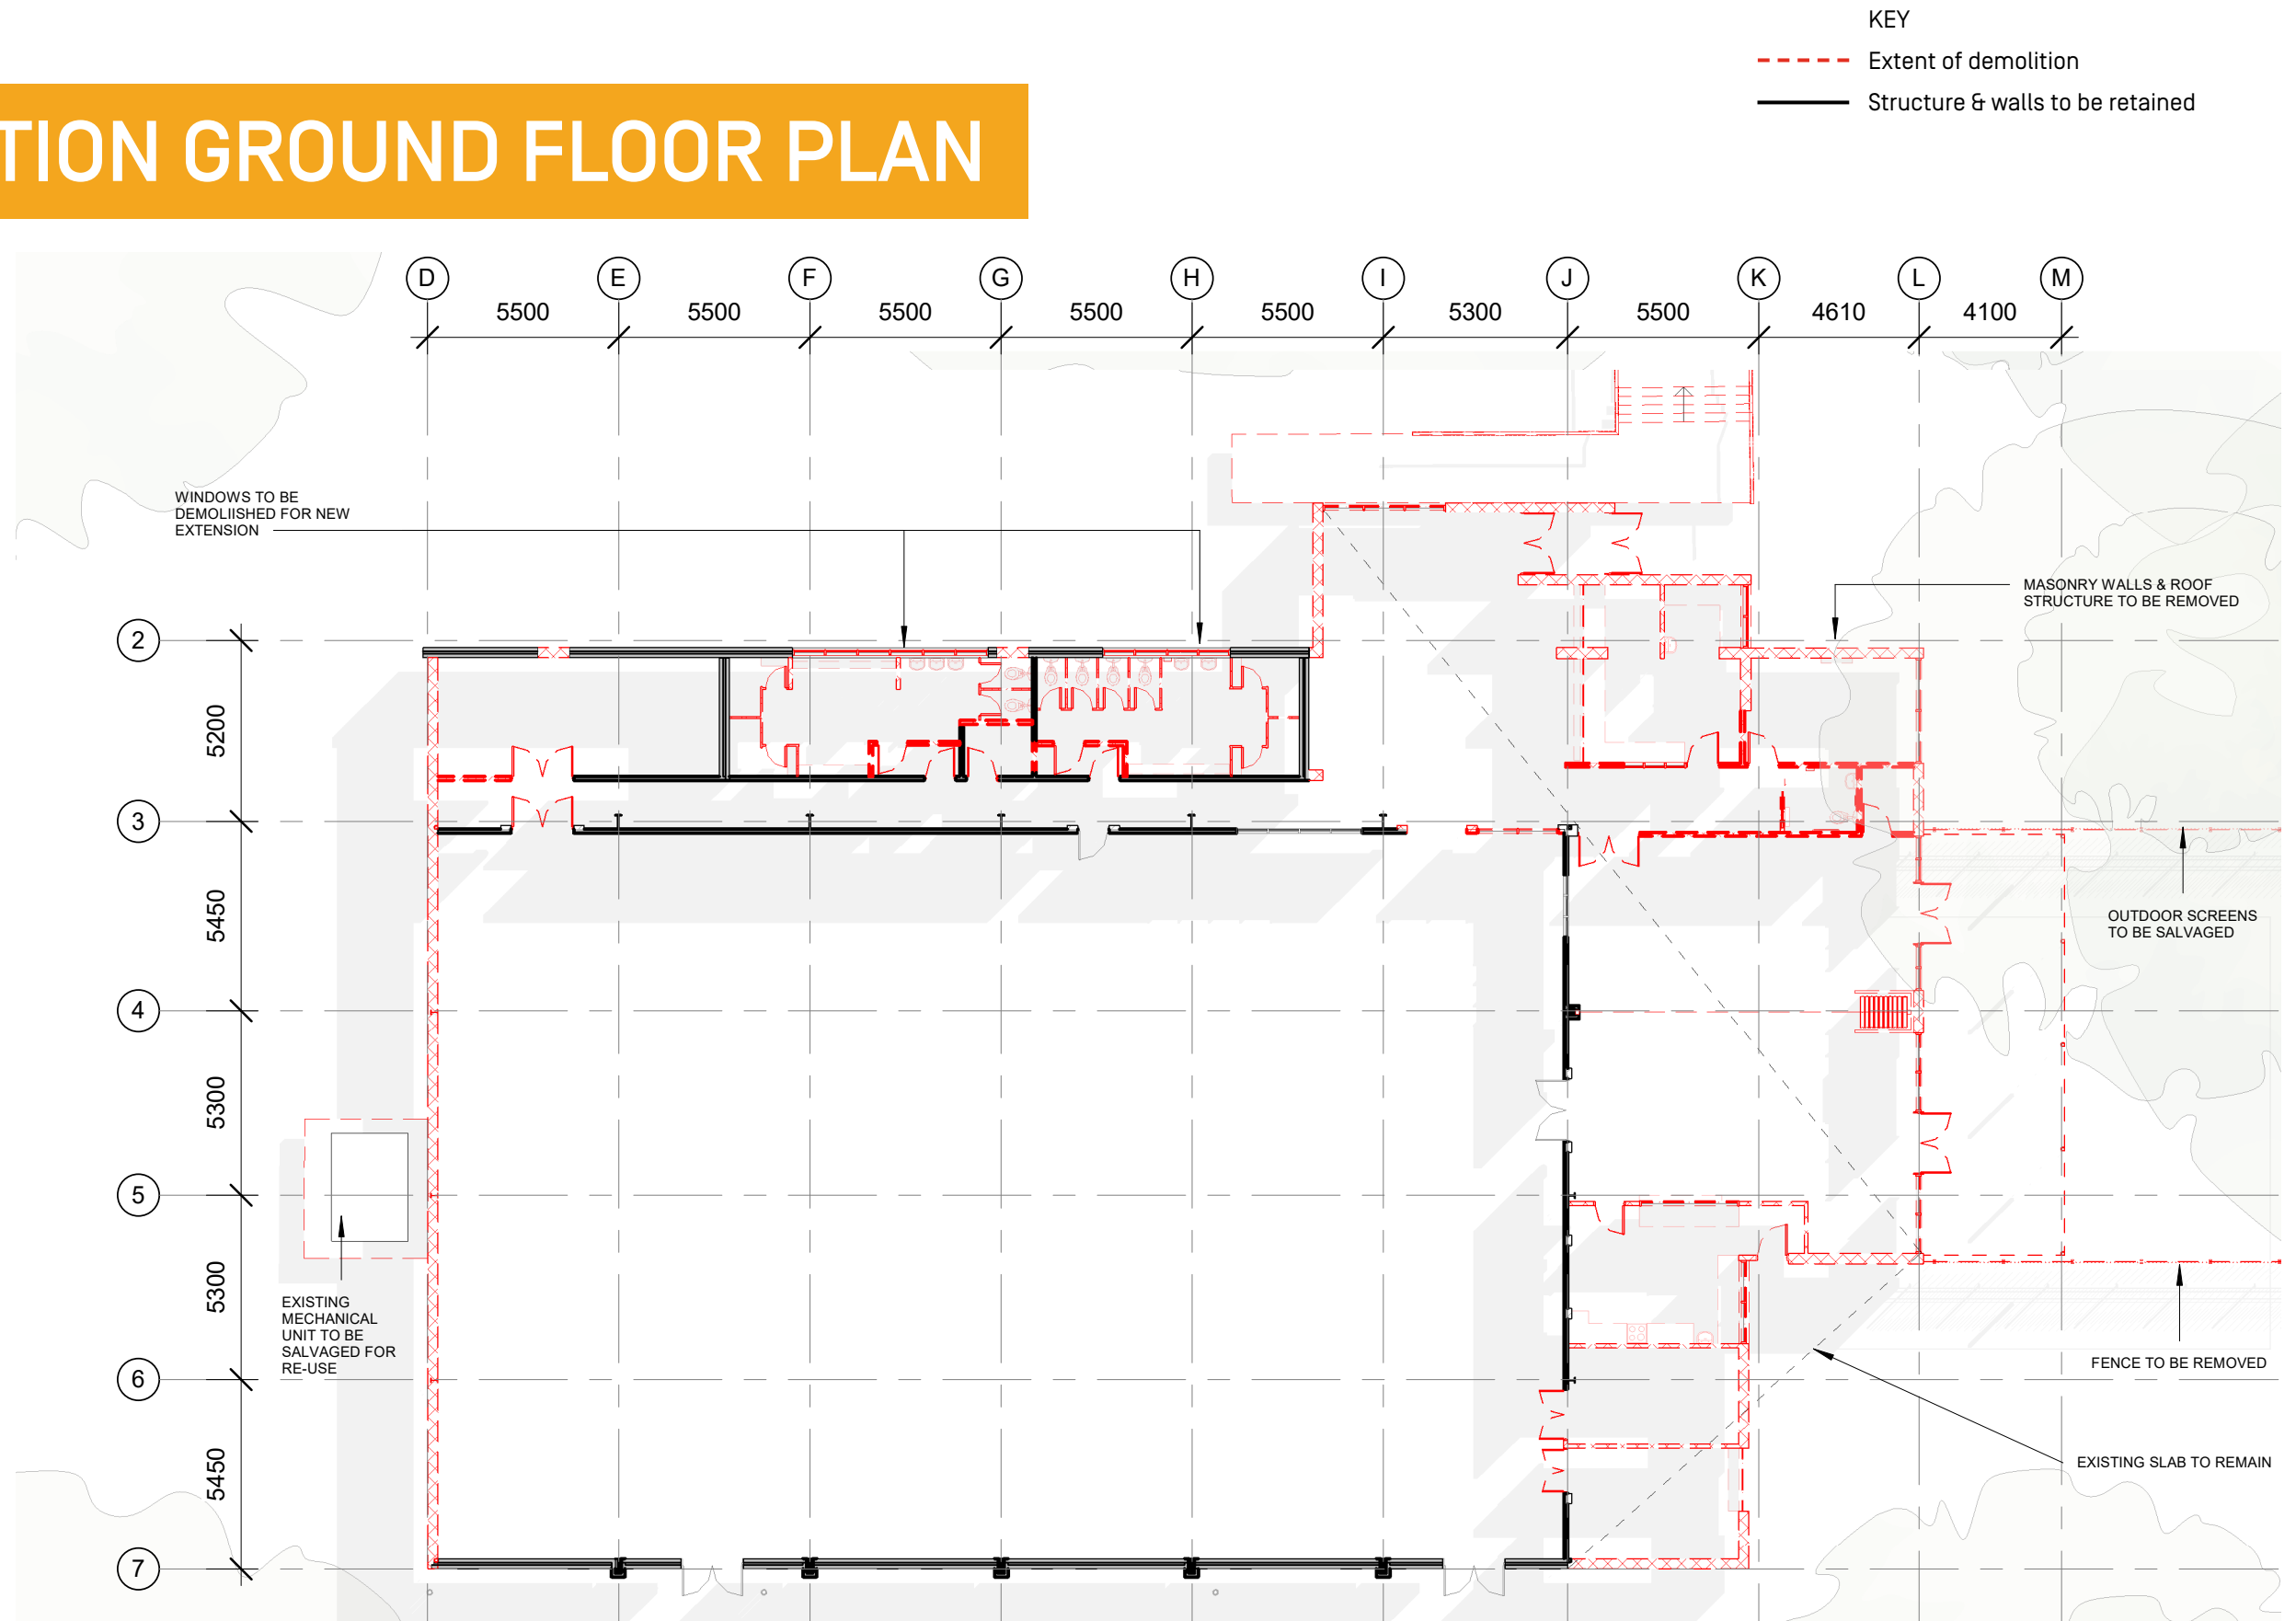 KEY
Extent of demolition
Structure & walls to be retained
TION GROUND FLOOR PLAN
D E F G H I J K L M
5500 5500 5500 5500 5500 5300 5500 4610 4100
WINDOWS TO BE
DEMOLIISHED FOR NEW
EXTENSION
MASONRY WALLS & ROOF
STRUCTURE TO BE REMOVED
2
5200
3
5450
OUTDOOR SCREENS
TO BE SALVAGED
4
5300
5
5300
EXISTING
MECHANICAL
UNIT TO BE
SALVAGED FOR
RE-USE
FENCE TO BE REMOVED
6
5450
EXISTING SLAB TO REMAIN
7